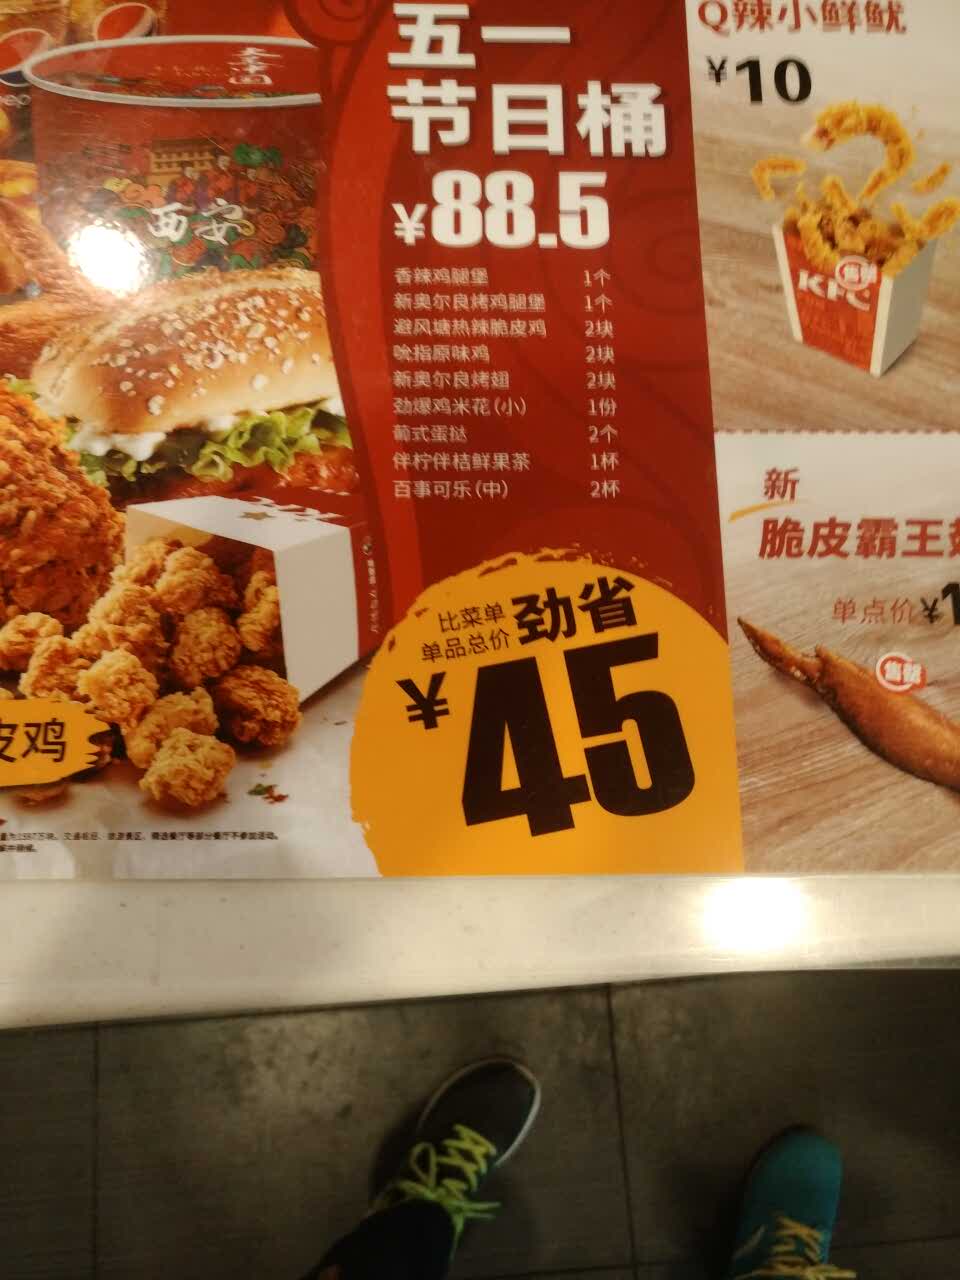 西安
五一
节日桶
¥88.5
香辣鸡腿堡 1个
新奥尔良烤鸡腿堡 1个
避风塘热辣脆皮鸡 2块
吮指原味鸡 2块
新奥尔良烤翅 2块
劲爆鸡米花(小) 1份
葡式蛋挞 2个
伴柠伴桔鲜果茶 1杯
百事可乐(中) 2杯
比菜单
单品总价
劲省
¥45
皮鸡
Q辣小鲜鱿
¥10
KFC
售罄
新
脆皮霸王
单点价¥1
售罄